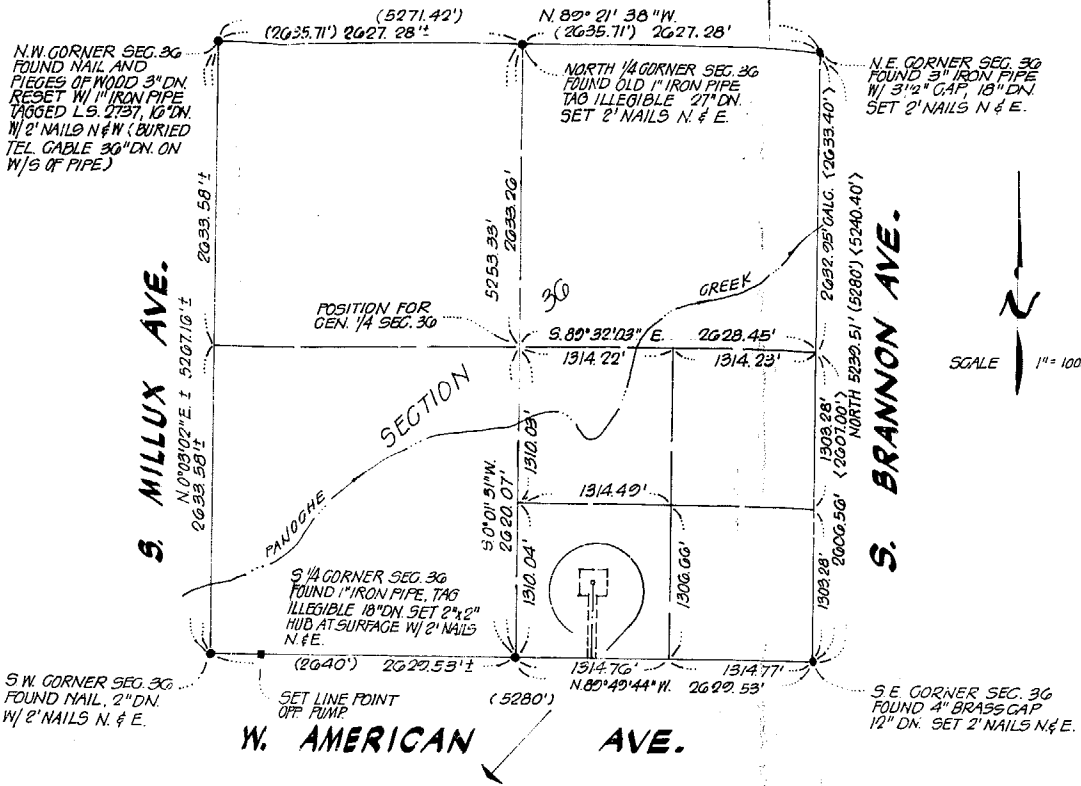 (5271.42')
N. 89° 21' 38" W.
(2635.71') 2627.28'±
(2635.71') 2627.28'
N.W. CORNER SEC. 36
FOUND NAIL AND
PIECES OF WOOD 3" DN.
RESET W/ 1" IRON PIPE
TAGGED L.S. 2737, 16" DN.
W/ 2' NAILS N & W (BURIED
TEL. CABLE 36" DN. ON
W/S OF PIPE)
NORTH 1/4 CORNER SEC. 36
FOUND OLD 1" IRON PIPE
TAG ILLEGIBLE 27" DN.
SET 2' NAILS N. & E.
N.E. CORNER SEC. 36
FOUND 3" IRON PIPE
W/ 3 1/2" CAP, 18" DN.
SET 2' NAILS N. & E.
2633.58'±
5253.33'
2633.26'
2632.95' CALC. (2633.40')
NORTH 5239.51' (5280') (5240.40')
S. MILLUX AVE.
N. 0° 03' 02" E. ± 5267.16'±
S. BRANNON AVE.
SCALE 1" = 100
POSITION FOR
CEN. 1/4 SEC. 36
36
CREEK
S. 89° 32' 03" E. 2628.45'
1314.22' 1314.23'
SECTION
PANOCHE
2633.58'±
1310.03'
S 0° 01' 31" W.
2620.07'
1310.04'
1303.28'
(2607.00')
2606.56'
1303.28'
1314.49'
1306.66'
S 1/4 CORNER SEC. 36
FOUND 1" IRON PIPE, TAG
ILLEGIBLE 18" DN. SET 2" x 2"
HUB AT SURFACE W/ 2' NAILS
N. & E.
(2640') 2629.53'±
1314.76' 1314.77'
N. 89° 49' 44" W. 2629.53'
(5280')
S.W. CORNER SEC. 36
FOUND NAIL, 2" DN.
W/ 2' NAILS N. & E.
SET LINE POINT
OPP. PUMP
S.E. CORNER SEC. 36
FOUND 4" BRASS CAP
12" DN. SET 2' NAILS N. & E.
W. AMERICAN AVE.